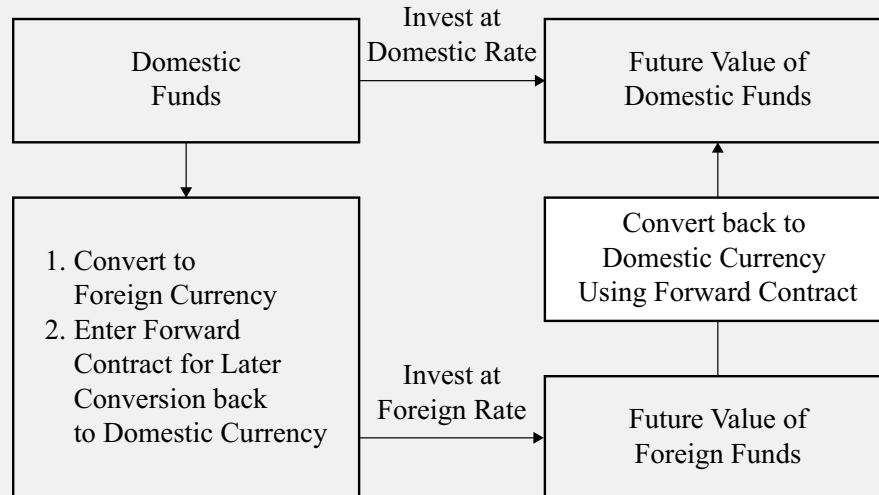 Domestic
Funds
Invest at
Domestic Rate
Future Value of
Domestic Funds
1. Convert to
Foreign Currency
2. Enter Forward
Contract for Later
Conversion back
to Domestic Currency
Convert back to
Domestic Currency
Using Forward Contract
Invest at
Foreign Rate
Future Value of
Foreign Funds